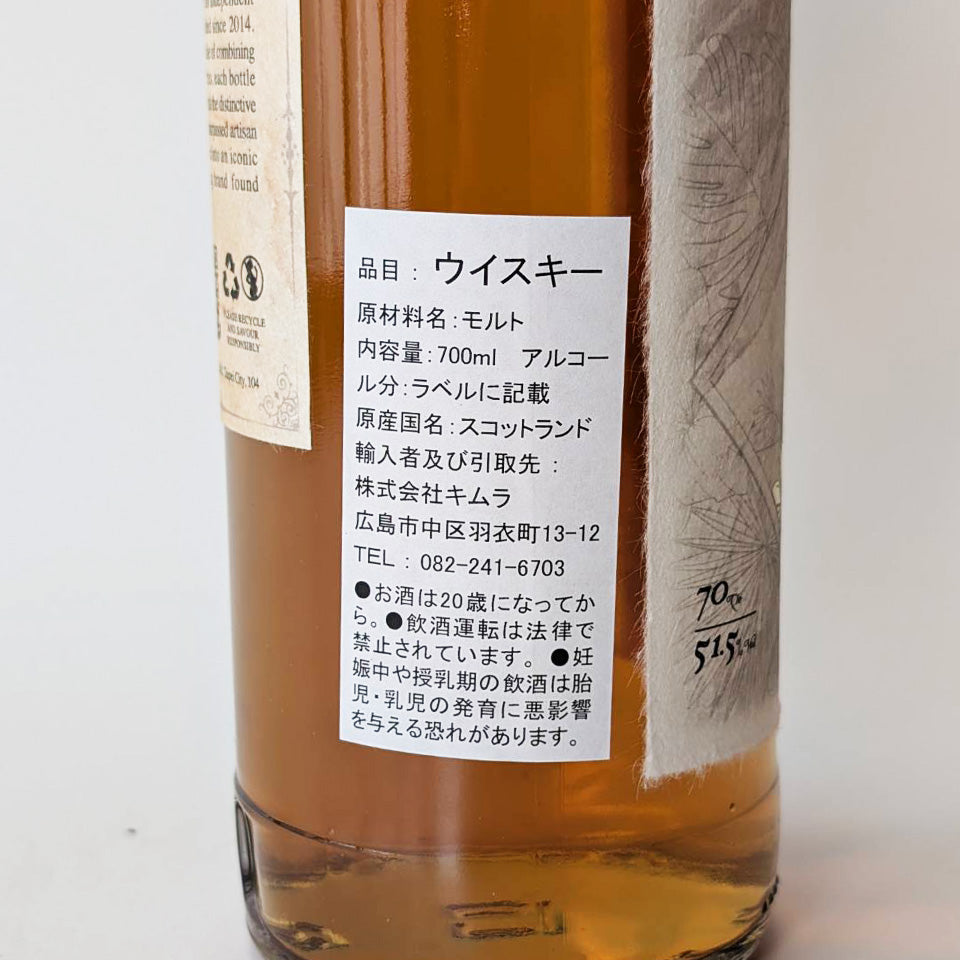 since 2014.
of combining
each bottle
the distinctive
artisan
an iconic
brand found
PLEASE RECYCLE
AND SAVOUR
RESPONSIBLY
Taipei City, 104
品目：ウイスキー
原材料名：モルト
内容量：700ml　アルコー
ル分：ラベルに記載
原産国名：スコットランド
輸入者及び引取先：
株式会社キムラ
広島市中区羽衣町13-12
TEL：082-241-6703
●お酒は20歳になってか
ら。●飲酒運転は法律で
禁止されています。●妊
娠中や授乳期の飲酒は胎
児・乳児の発育に悪影響
を与える恐れがあります。
70
51.5